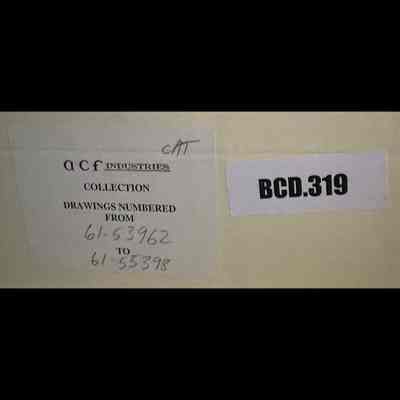 CAT
acf INDUSTRIES
COLLECTION
DRAWINGS NUMBERED
FROM
61-53962
TO
61-55398
BCD.319